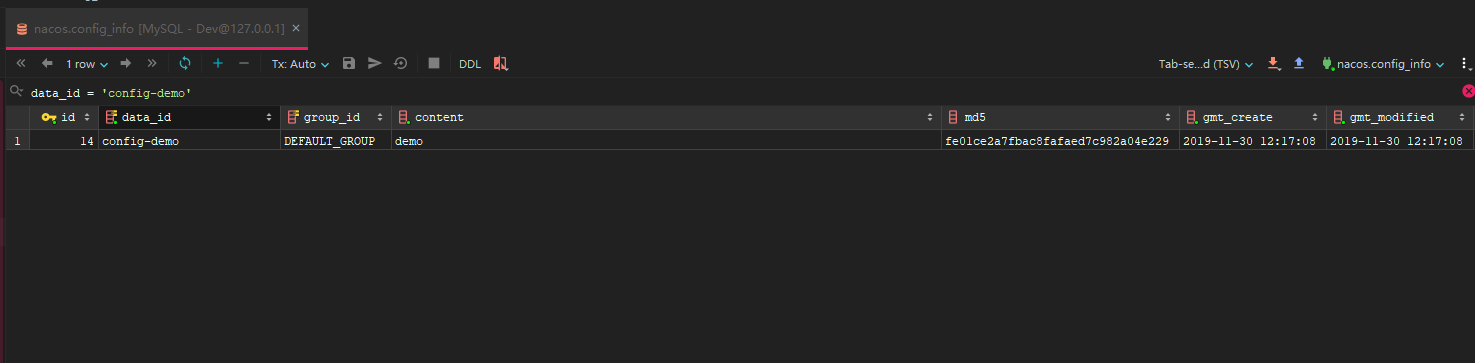 nacos.config_info [MySQL - Dev@127.0.0.1]
1 row Tx: Auto DDL Tab-se...d (TSV) nacos.config_info
data_id = 'config-demo'
id data_id group_id content md5 gmt_create gmt_modified
1 14 config-demo DEFAULT_GROUP demo fe01ce2a7fbac8fafaed7c982a04e229 2019-11-30 12:17:08 2019-11-30 12:17:08